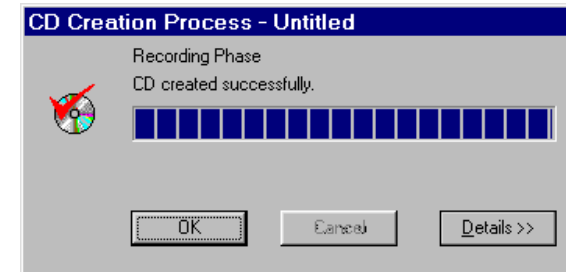 CD Creation Process - Untitled
Recording Phase
CD created successfully.
OK
Cancel
Details >>